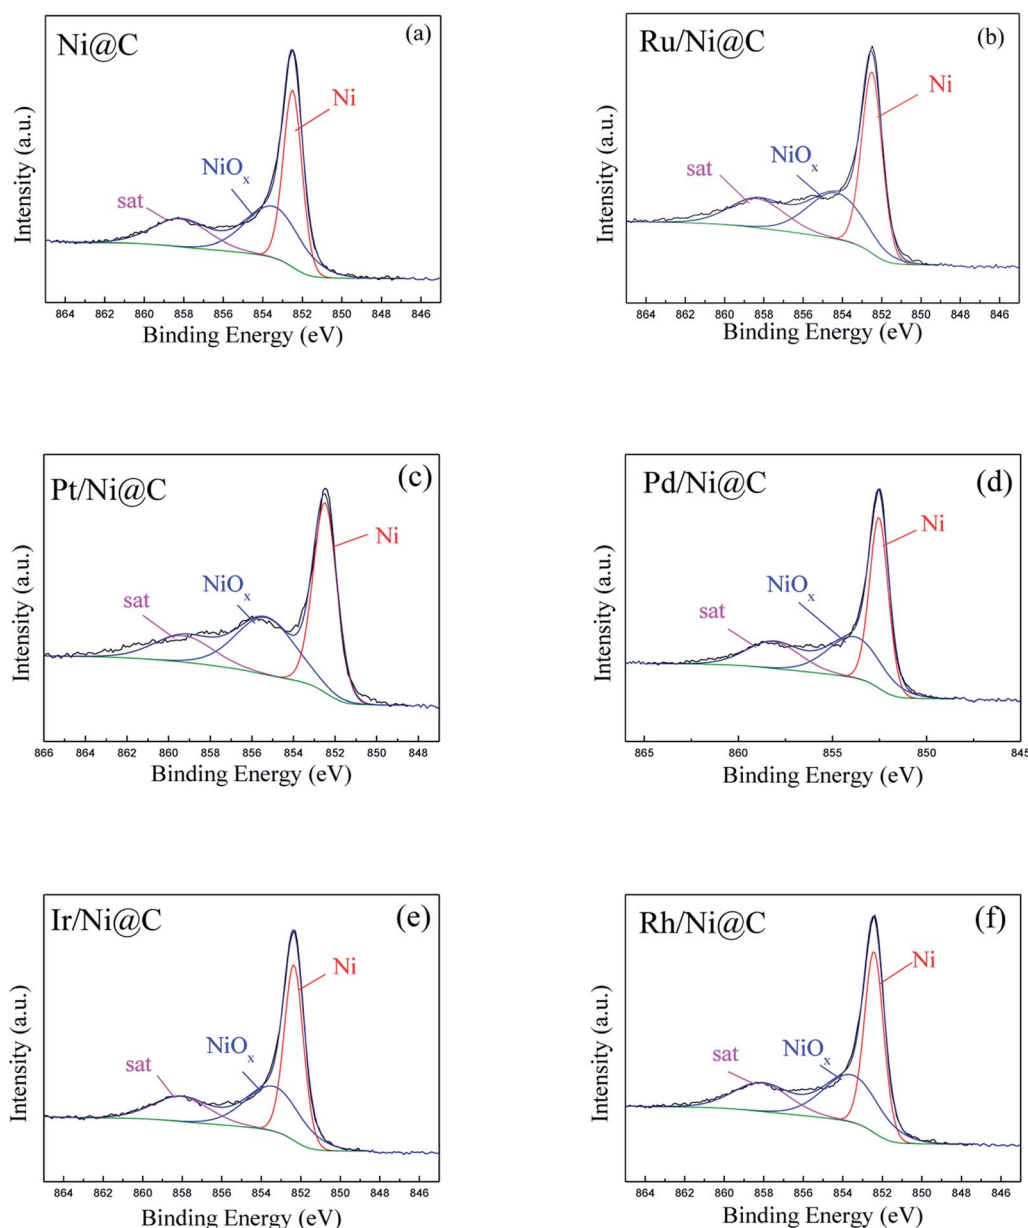 Ni@C
(a)
Ni
NiOx
sat
Intensity (a.u.)
864 862 860 858 856 854 852 850 848 846
Binding Energy (eV)
Ru/Ni@C
(b)
Ni
NiOx
sat
Intensity (a.u.)
864 862 860 858 856 854 852 850 848 846
Binding Energy (eV)
Pt/Ni@C
(c)
Ni
NiOx
sat
Intensity (a.u.)
866 864 862 860 858 856 854 852 850 848
Binding Energy (eV)
Pd/Ni@C
(d)
Ni
NiOx
sat
Intensity (a.u.)
865 860 855 850 845
Binding Energy (eV)
Ir/Ni@C
(e)
Ni
NiOx
sat
Intensity (a.u.)
864 862 860 858 856 854 852 850 848 846
Binding Energy (eV)
Rh/Ni@C
(f)
Ni
NiOx
sat
Intensity (a.u.)
864 862 860 858 856 854 852 850 848 846
Binding Energy (eV)